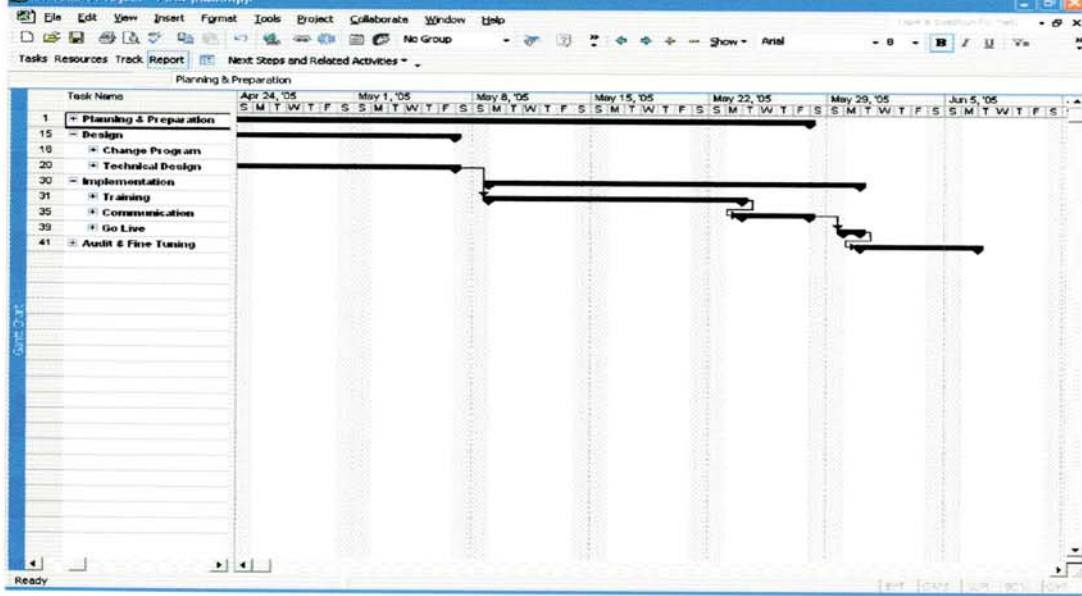 File Edit View Insert Format Tools Project Collaborate Window Help
No Group Show Arial 8 B I U
Tasks Resources Track Report Next Steps and Related Activities
Planning & Preparation
Task Name Apr 24, '05 May 1, '05 May 8, '05 May 15, '05 May 22, '05 May 29, '05 Jun 5, '05
S M T W T F S S M T W T F S S M T W T F S S M T W T F S S M T W T F S S M T W T F S S M T W T F S
1 + Planning & Preparation
15 − Design
16 + Change Program
20 + Technical Design
30 − Implementation
31 + Training
35 + Communication
39 + Go Live
41 + Audit & Fine Tuning
Gantt Chart
Ready